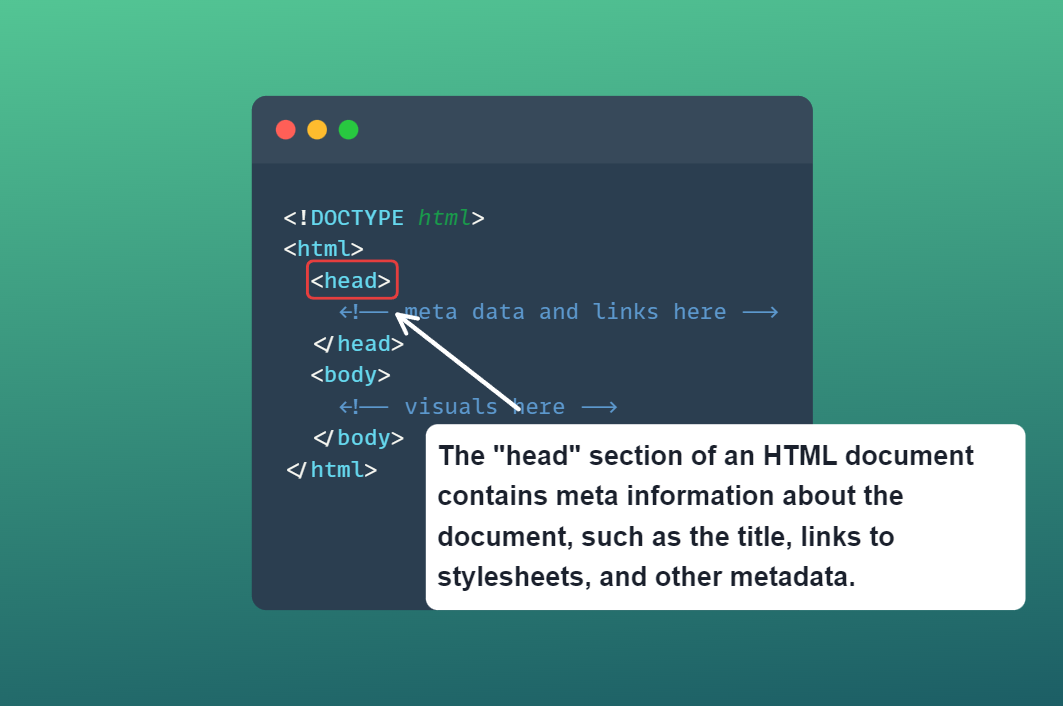 <!DOCTYPE html>
<html>
<head>
<!-- meta data and links here -->
</head>
<body>
<!-- visuals here -->
</body>
</html>
The "head" section of an HTML document
contains meta information about the
document, such as the title, links to
stylesheets, and other metadata.